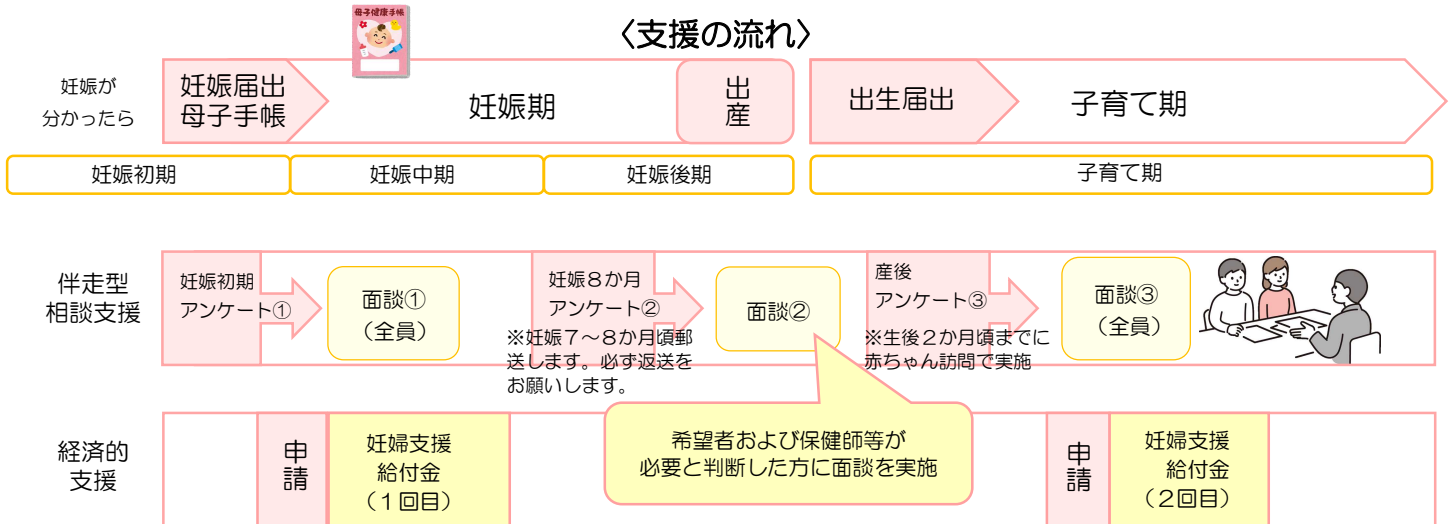 母子健康手帳
〈支援の流れ〉
妊娠が
分かったら
妊娠届出
母子手帳
妊娠期
出
産
出生届出
子育て期
妊娠初期
妊娠中期
妊娠後期
子育て期
伴走型
相談支援
妊娠初期
アンケート①
面談①
（全員）
妊娠８か月
アンケート②
※妊娠７～８か月頃郵
送します。必ず返送を
お願いします。
面談②
産後
アンケート③
※生後２か月頃までに
赤ちゃん訪問で実施
面談③
（全員）
希望者および保健師等が
必要と判断した方に面談を実施
経済的
支援
申
請
妊婦支援
給付金
（１回目）
申
請
妊婦支援
給付金
（２回目）